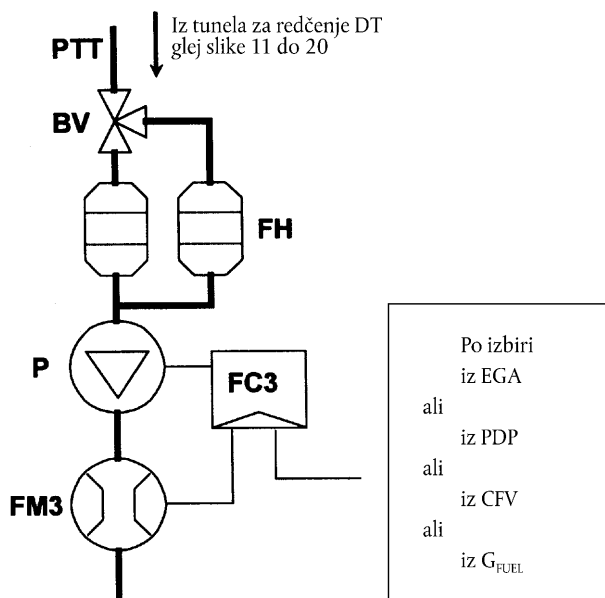 Iz tunela za redčenje DT
glej slike 11 do 20
PTT
BV
FH
P
FC3
FM3
Po izbiri
iz EGA
ali
iz PDP
ali
iz CFV
ali
iz G_FUEL